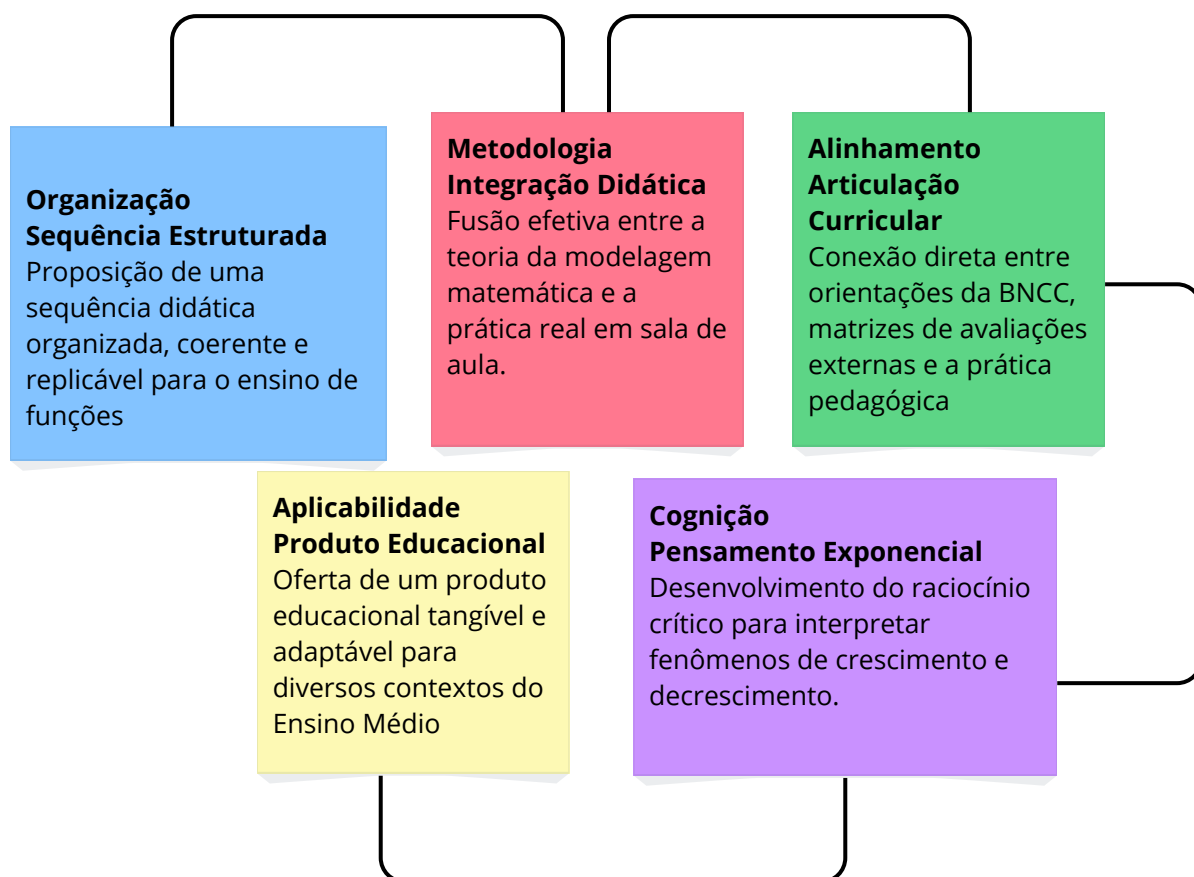 Organização
Sequência Estruturada
Proposição de uma
sequência didática
organizada, coerente e
replicável para o ensino de
funções
Metodologia
Integração Didática
Fusão efetiva entre a
teoria da modelagem
matemática e a
prática real em sala de
aula.
Alinhamento
Articulação
Curricular
Conexão direta entre
orientações da BNCC,
matrizes de avaliações
externas e a prática
pedagógica
Aplicabilidade
Produto Educacional
Oferta de um produto
educacional tangível e
adaptável para
diversos contextos do
Ensino Médio
Cognição
Pensamento Exponencial
Desenvolvimento do raciocínio
crítico para interpretar
fenômenos de crescimento e
decrescimento.